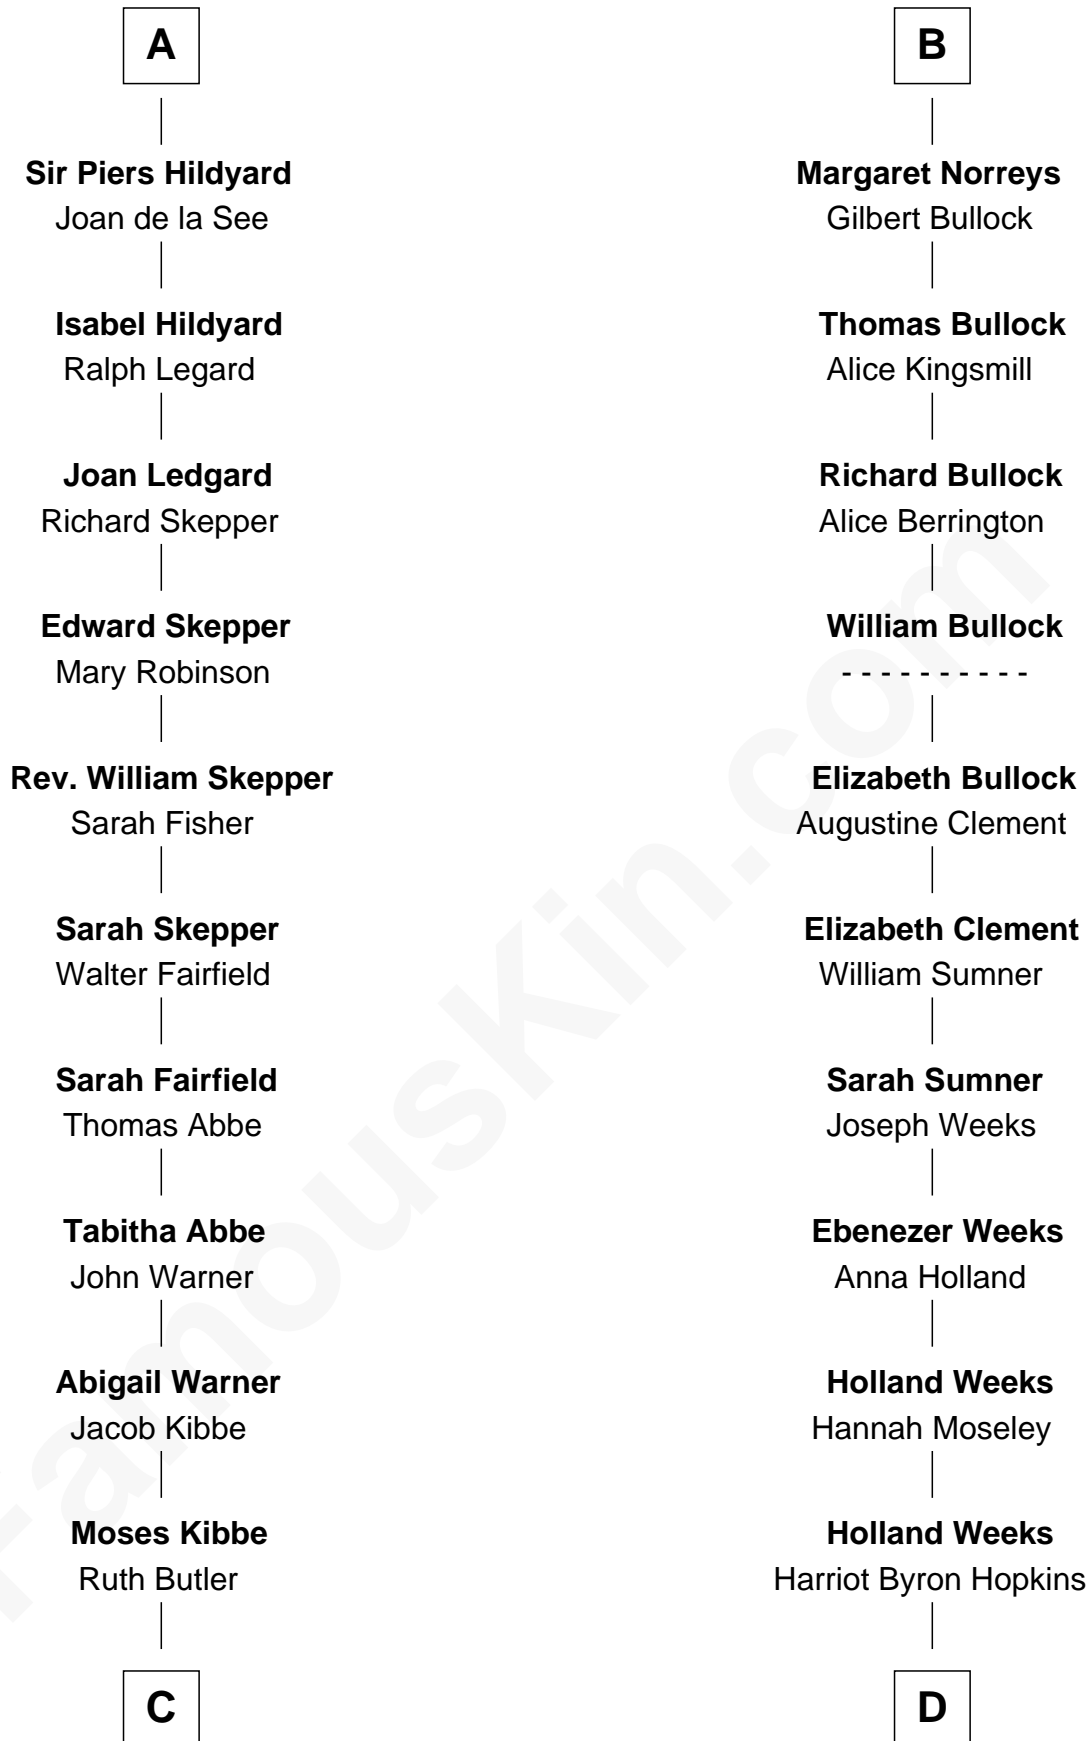 A
Sir Piers Hildyard
Joan de la See
Isabel Hildyard
Ralph Legard
Joan Ledgard
Richard Skepper
Edward Skepper
Mary Robinson
Rev. William Skepper
Sarah Fisher
Sarah Skepper
Walter Fairfield
Sarah Fairfield
Thomas Abbe
Tabitha Abbe
John Warner
Abigail Warner
Jacob Kibbe
Moses Kibbe
Ruth Butler
C
B
Margaret Norreys
Gilbert Bullock
Thomas Bullock
Alice Kingsmill
Richard Bullock
Alice Berrington
William Bullock
- - - - - - - - - -
Elizabeth Bullock
Augustine Clement
Elizabeth Clement
William Sumner
Sarah Sumner
Joseph Weeks
Ebenezer Weeks
Anna Holland
Holland Weeks
Hannah Moseley
Holland Weeks
Harriot Byron Hopkins
D
FamousKin.com